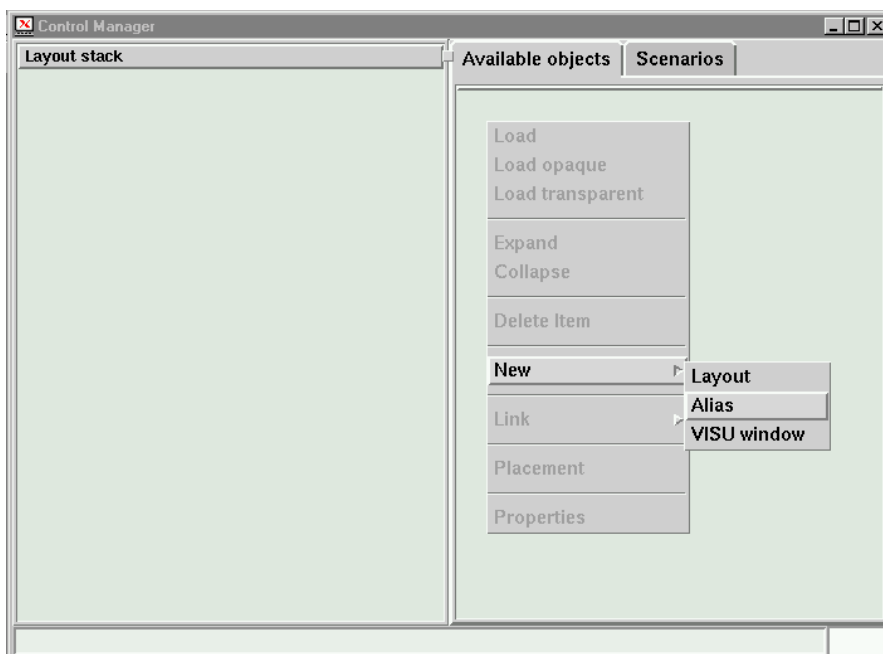 Control Manager
Layout stack
Available objects
Scenarios
Load
Load opaque
Load transparent
Expand
Collapse
Delete Item
New
Layout
Alias
VISU window
Link
Placement
Properties